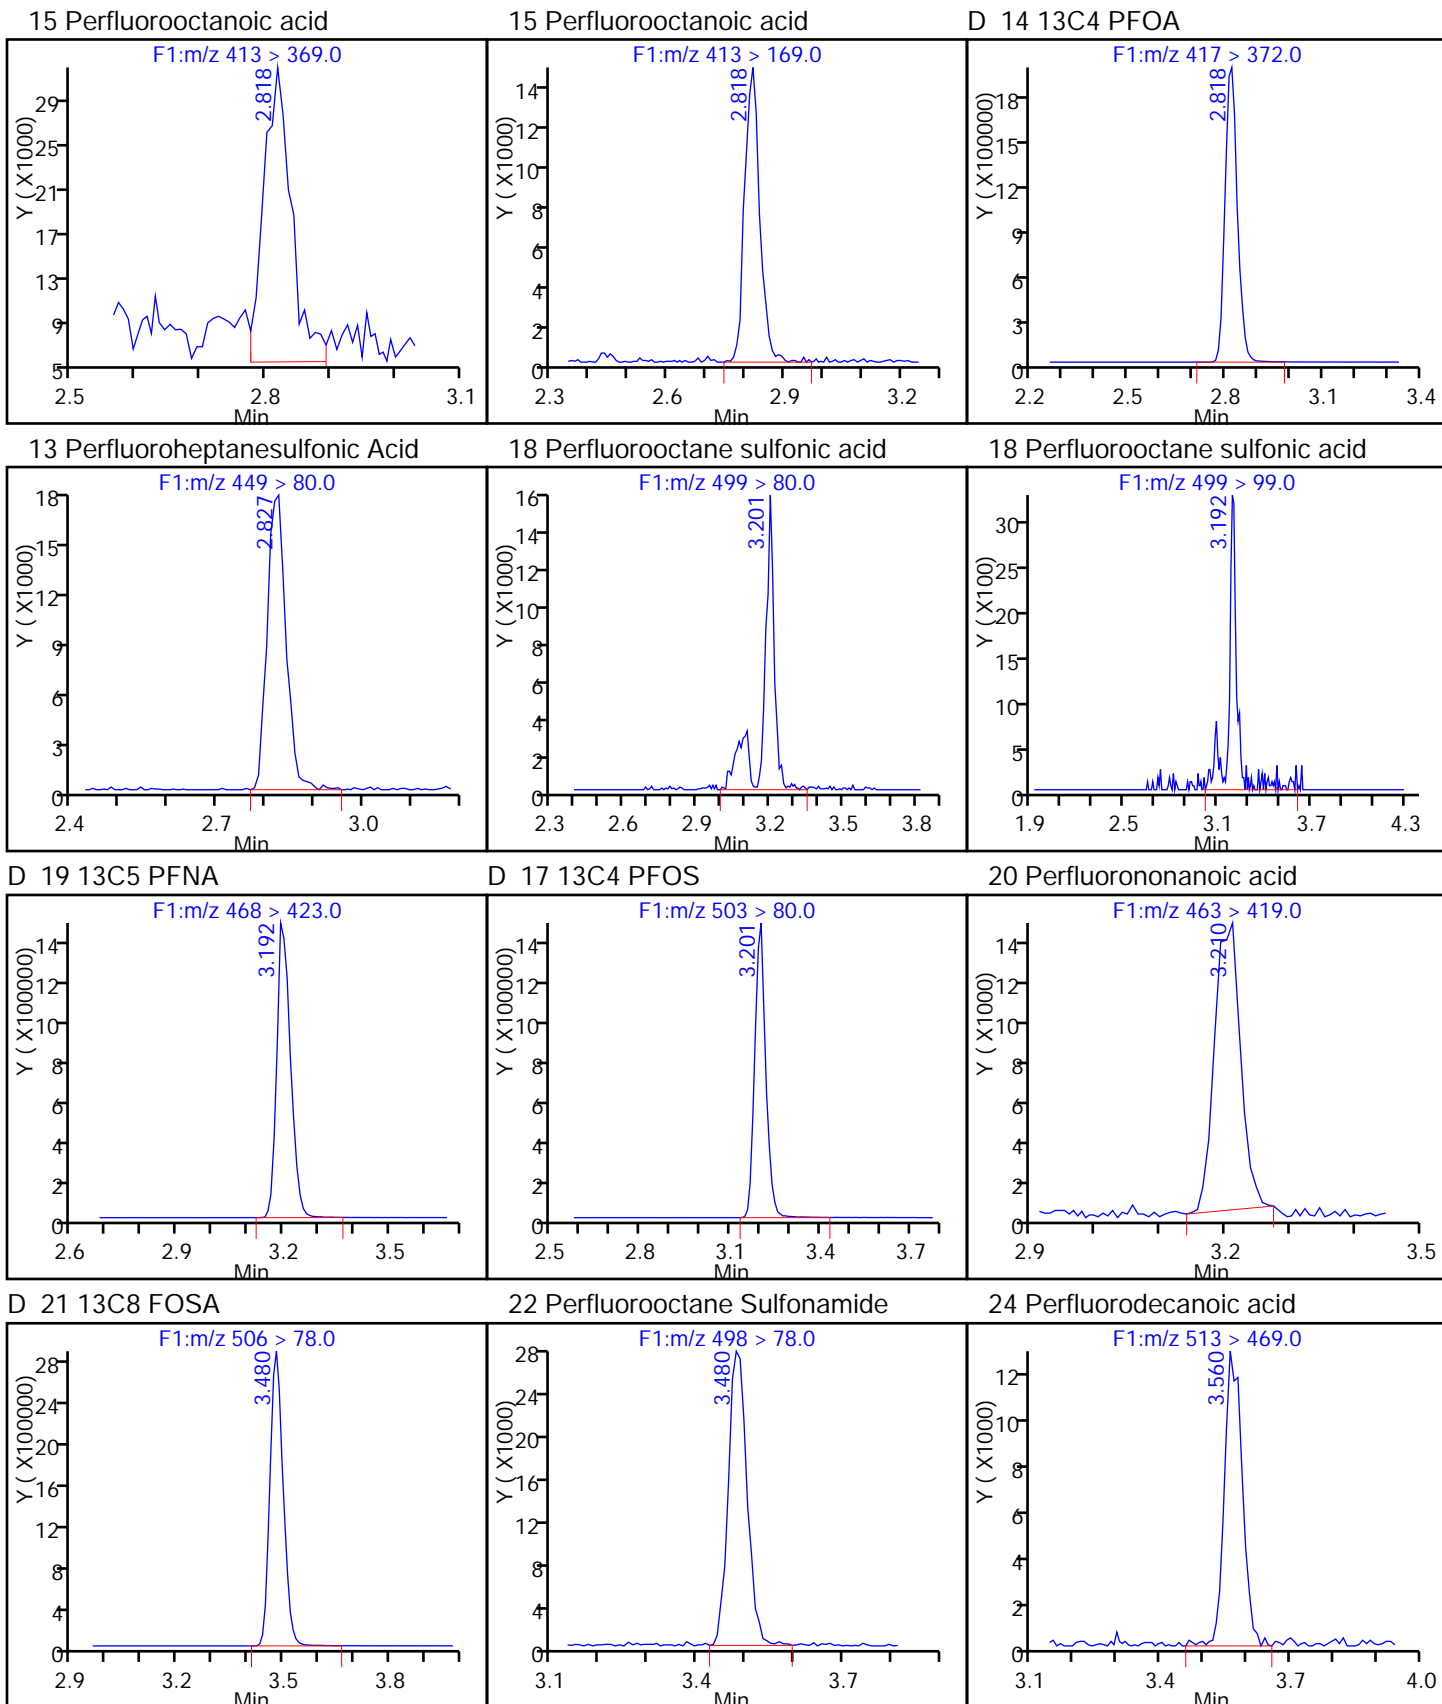 15 Perfluorooctanoic acid
F1:m/z 413 > 369.0
2.818
Y ( X1000)
29
25
21
17
13
9
5
2.5 2.8 3.1
Min
15 Perfluorooctanoic acid
F1:m/z 413 > 169.0
2.818
Y ( X1000)
14
12
10
8
6
4
2
0
2.3 2.6 2.9 3.2
Min
D 14 13C4 PFOA
F1:m/z 417 > 372.0
2.818
Y ( X100000)
18
15
12
9
6
3
0
2.2 2.5 2.8 3.1 3.4
Min
13 Perfluoroheptanesulfonic Acid
F1:m/z 449 > 80.0
2.827
Y ( X1000)
18
15
12
9
6
3
0
2.4 2.7 3.0
Min
18 Perfluorooctane sulfonic acid
F1:m/z 499 > 80.0
3.201
Y ( X1000)
16
14
12
10
8
6
4
2
0
2.3 2.6 2.9 3.2 3.5 3.8
Min
18 Perfluorooctane sulfonic acid
F1:m/z 499 > 99.0
3.192
Y ( X100)
30
25
20
15
10
5
0
1.9 2.5 3.1 3.7 4.3
Min
D 19 13C5 PFNA
F1:m/z 468 > 423.0
3.192
Y ( X100000)
14
12
10
8
6
4
2
0
2.6 2.9 3.2 3.5
Min
D 17 13C4 PFOS
F1:m/z 503 > 80.0
3.201
Y ( X100000)
14
12
10
8
6
4
2
0
2.5 2.8 3.1 3.4 3.7
Min
20 Perfluorononanoic acid
F1:m/z 463 > 419.0
3.210
Y ( X1000)
14
12
10
8
6
4
2
0
2.9 3.2 3.5
Min
D 21 13C8 FOSA
F1:m/z 506 > 78.0
3.480
Y ( X100000)
28
24
20
16
12
8
4
0
2.9 3.2 3.5 3.8
Min
22 Perfluorooctane Sulfonamide
F1:m/z 498 > 78.0
3.480
Y ( X1000)
28
24
20
16
12
8
4
0
3.1 3.4 3.7
Min
24 Perfluorodecanoic acid
F1:m/z 513 > 469.0
3.560
Y ( X1000)
12
10
8
6
4
2
0
3.1 3.4 3.7 4.0
Min